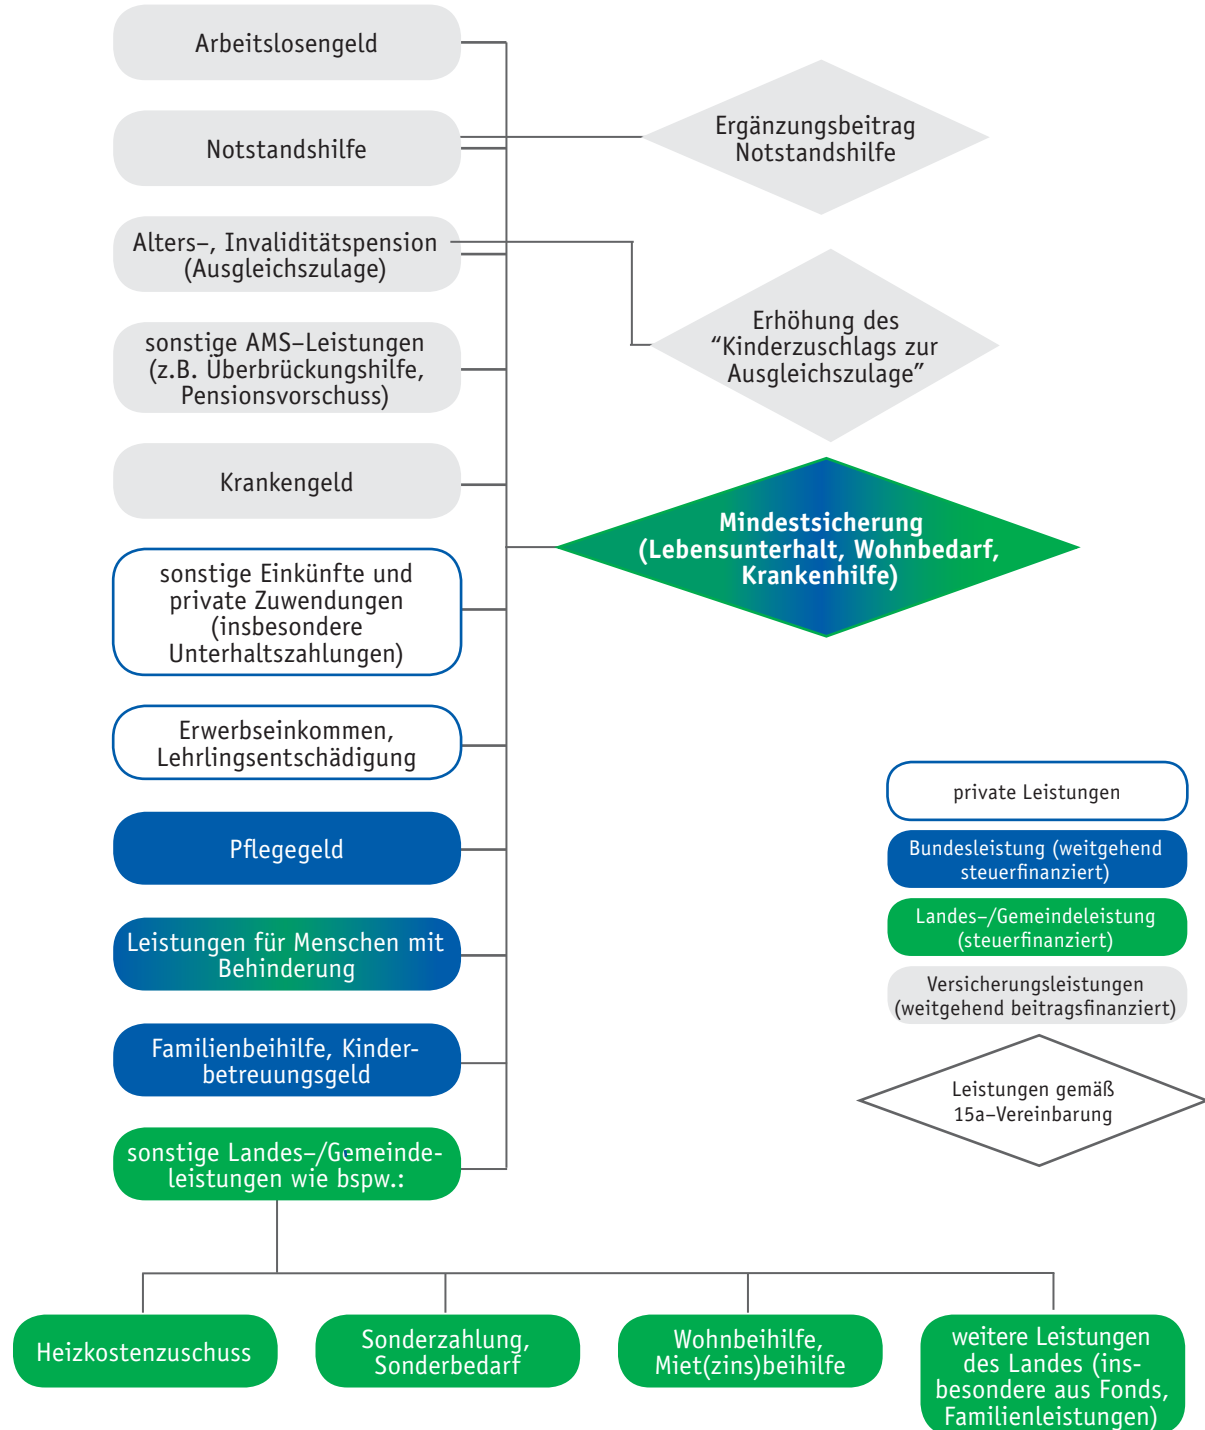 Arbeitslosengeld
Notstandshilfe
Ergänzungsbeitrag
Notstandshilfe
Alters–, Invaliditätspension
(Ausgleichszulage)
Erhöhung des
“Kinderzuschlags zur
Ausgleichszulage”
sonstige AMS–Leistungen
(z.B. Überbrückungshilfe,
Pensionsvorschuss)
Krankengeld
Mindestsicherung
(Lebensunterhalt, Wohnbedarf,
Krankenhilfe)
sonstige Einkünfte und
private Zuwendungen
(insbesondere
Unterhaltszahlungen)
Erwerbseinkommen,
Lehrlingsentschädigung
Pflegegeld
Leistungen für Menschen mit
Behinderung
Familienbeihilfe, Kinder-
betreuungsgeld
sonstige Landes–/Gemeinde-
leistungen wie bspw.:
private Leistungen
Bundesleistung (weitgehend
steuerfinanziert)
Landes–/Gemeindeleistung
(steuerfinanziert)
Versicherungsleistungen
(weitgehend beitragsfinanziert)
Leistungen gemäß
15a–Vereinbarung
Heizkostenzuschuss
Sonderzahlung,
Sonderbedarf
Wohnbeihilfe,
Miet(zins)beihilfe
weitere Leistungen
des Landes (ins-
besondere aus Fonds,
Familienleistungen)